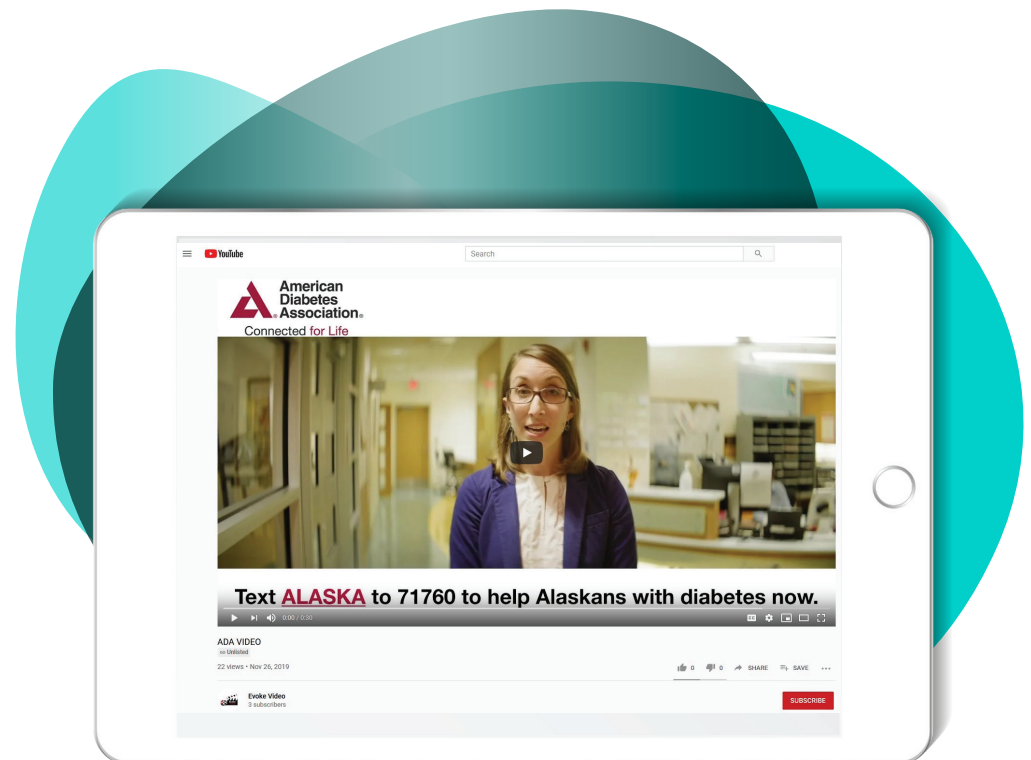 YouTube
Search
American
Diabetes
Association®
Connected for Life
Text ALASKA to 71760 to help Alaskans with diabetes now.
0:00 / 0:30
CC
ADA VIDEO
Unlisted
22 views • Nov 26, 2019
0
0
SHARE
SAVE
Evoke Video
3 subscribers
SUBSCRIBE